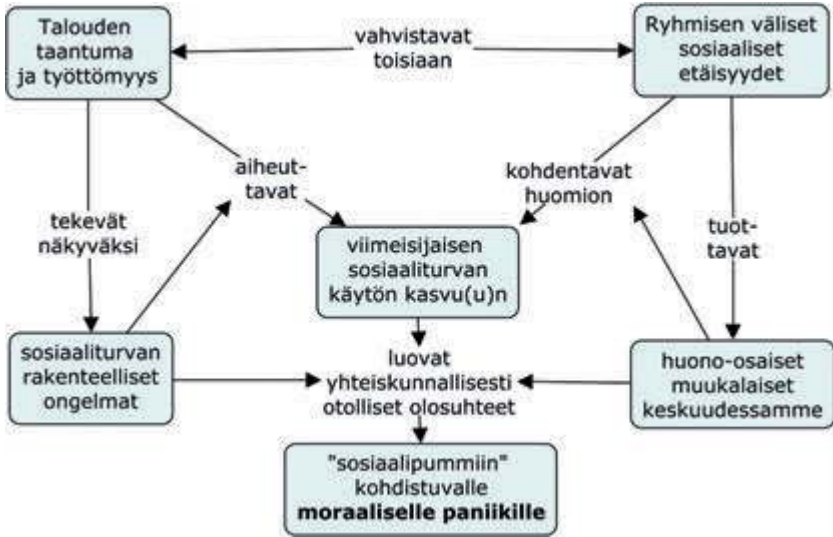 Talouden
taantuma
ja työttömyys
vahvistavat
toisiaan
Ryhmisen väliset
sosiaaliset
etäisyydet
aiheut-
tavat
kohdentavat
huomion
tekevät
näkyväksi
tuot-
tavat
viimeisijaisen
sosiaaliturvan
käytön kasvu(u)n
sosiaaliturvan
rakenteelliset
ongelmat
luovat
yhteiskunnallisesti
otolliset olosuhteet
huono-osaiset
muukalaiset
keskuudessamme
"sosiaalipummiin"
kohdistuvalle
moraaliselle paniikille